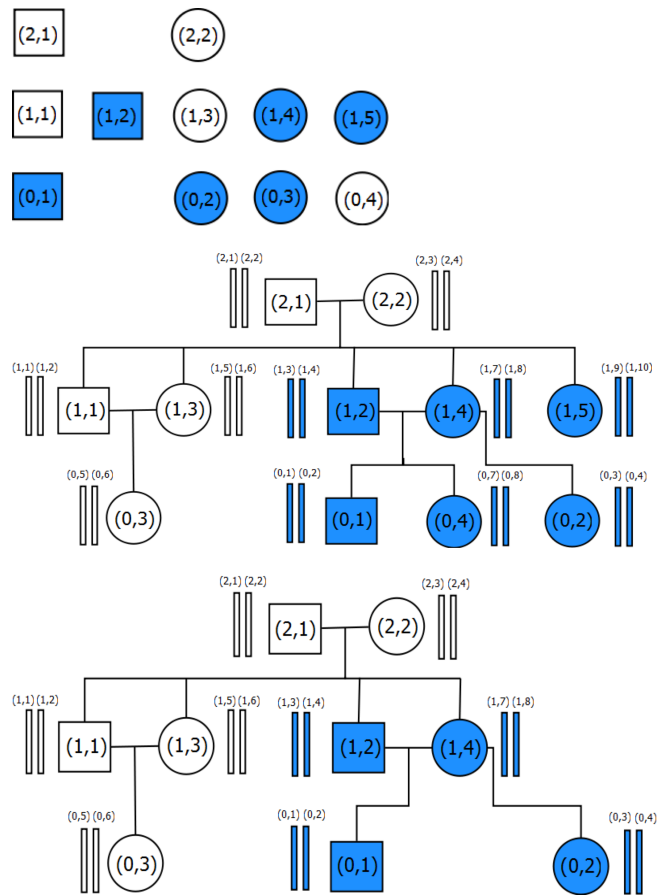 (2,1) (2,2)
(1,1) (1,2) (1,3) (1,4) (1,5)
(0,1) (0,2) (0,3) (0,4)
(2,1) (2,2) (2,3) (2,4)
(2,1) (2,2)
(1,1) (1,2) (1,5) (1,6) (1,3) (1,4) (1,7) (1,8) (1,9) (1,10)
(1,1) (1,3) (1,2) (1,4) (1,5)
(0,5) (0,6) (0,1) (0,2) (0,7) (0,8) (0,3) (0,4)
(0,3) (0,1) (0,4) (0,2)
(2,1) (2,2) (2,3) (2,4)
(2,1) (2,2)
(1,1) (1,2) (1,5) (1,6) (1,3) (1,4) (1,7) (1,8)
(1,1) (1,3) (1,2) (1,4)
(0,5) (0,6) (0,1) (0,2) (0,3) (0,4)
(0,3) (0,1) (0,2)